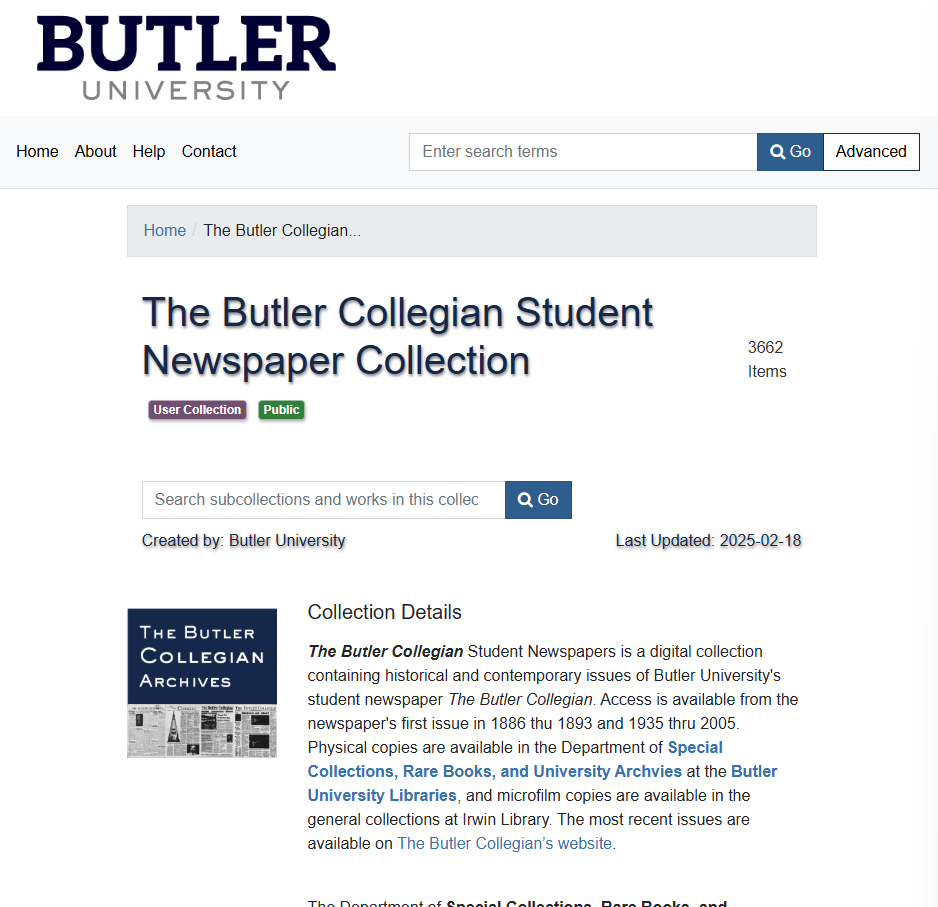 BUTLER
UNIVERSITY
Home About Help Contact
Enter search terms
Go
Advanced
Home / The Butler Collegian...
The Butler Collegian Student
Newspaper Collection
3662
Items
User Collection Public
Search subcollections and works in this collec
Go
Created by: Butler University
Last Updated: 2025-02-18
THE BUTLER
COLLEGIAN
ARCHIVES
Collection Details
The Butler Collegian Student Newspapers is a digital collection
containing historical and contemporary issues of Butler University's
student newspaper The Butler Collegian. Access is available from the
newspaper's first issue in 1886 thu 1893 and 1935 thru 2005.
Physical copies are available in the Department of Special
Collections, Rare Books, and University Archvies at the Butler
University Libraries, and microfilm copies are available in the
general collections at Irwin Library. The most recent issues are
available on The Butler Collegian’s website.
The Department of Special Collections, Rare Books, and